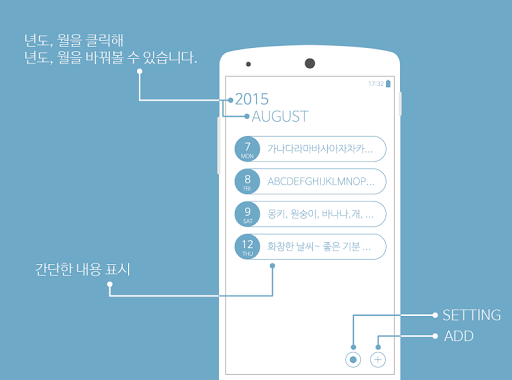 년도, 월을 클릭해
년도, 월을 바꿔볼 수 있습니다.
17:32
2015
AUGUST
7
MON
가나다라마바사아자차카...
8
FRI
ABCDEFGHIJKLMNOP...
9
SAT
몽키, 원숭이, 바나나,개, ...
12
THU
화창한 날씨~ 좋은 기분 ...
간단한 내용 표시
SETTING
ADD